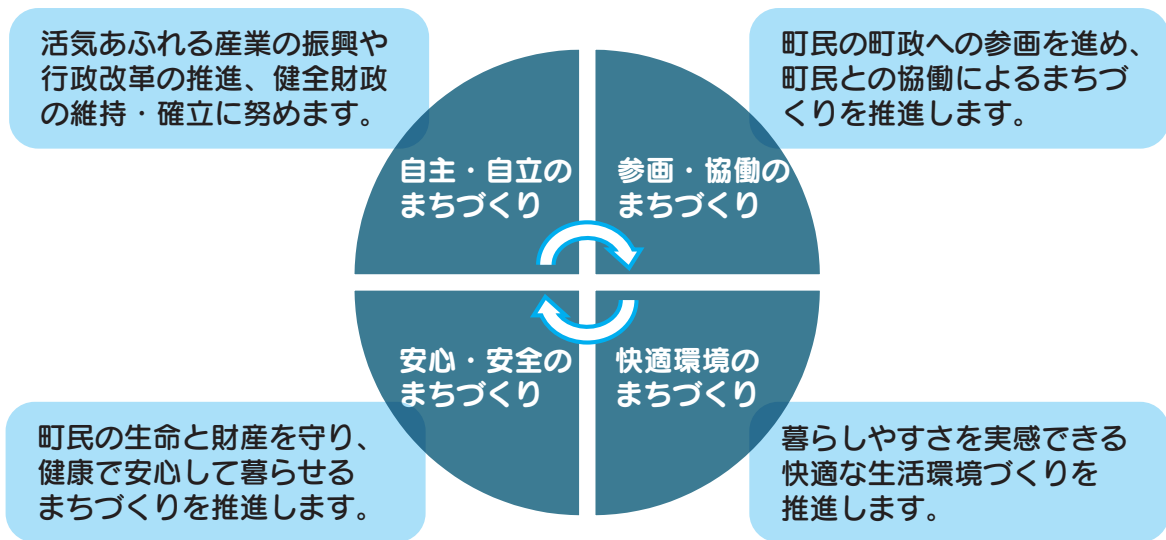 活気あふれる産業の振興や
行政改革の推進、健全財政
の維持・確立に努めます。
町民の町政への参画を進め、
町民との協働によるまちづ
くりを推進します。
自主・自立の
まちづくり
参画・協働の
まちづくり
安心・安全の
まちづくり
快適環境の
まちづくり
町民の生命と財産を守り、
健康で安心して暮らせる
まちづくりを推進します。
暮らしやすさを実感できる
快適な生活環境づくりを
推進します。